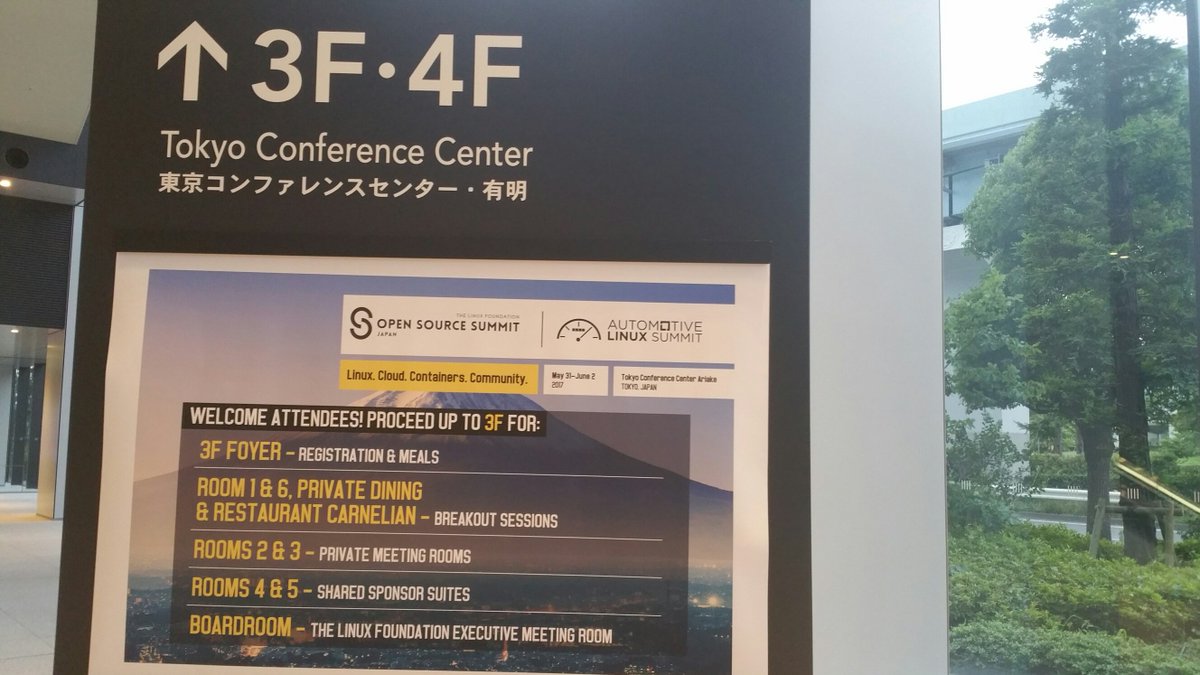 ↑ 3F・4F
Tokyo Conference Center
東京コンファレンスセンター・有明
THE LINUX FOUNDATION
OPEN SOURCE SUMMIT
JAPAN
AUTOMOTIVE
LINUX SUMMIT
Linux. Cloud. Containers. Community.
May 31-June 2
2017
Tokyo Conference Center Ariake
TOKYO, JAPAN
WELCOME ATTENDEES! PROCEED UP TO 3F FOR:
3F FOYER – REGISTRATION & MEALS
ROOM 1 & 6, PRIVATE DINING
& RESTAURANT CARNELIAN – BREAKOUT SESSIONS
ROOMS 2 & 3 – PRIVATE MEETING ROOMS
ROOMS 4 & 5 – SHARED SPONSOR SUITES
BOARDROOM – THE LINUX FOUNDATION EXECUTIVE MEETING ROOM